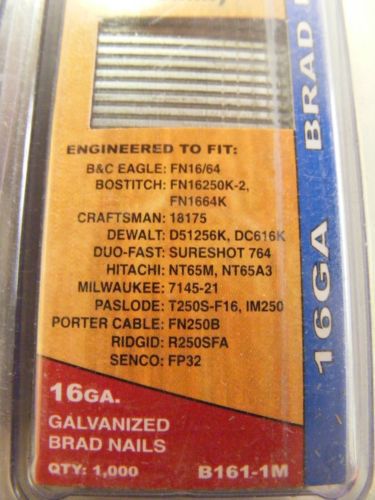 ENGINEERED TO FIT:
B&C EAGLE: FN16/64
BOSTITCH: FN16250K-2,
FN1664K
CRAFTSMAN: 18175
DEWALT: D51256K, DC616K
DUO-FAST: SURESHOT 764
HITACHI: NT65M, NT65A3
MILWAUKEE: 7145-21
PASLODE: T250S-F16, IM250
PORTER CABLE: FN250B
RIDGID: R250SFA
SENCO: FP32
16GA.
GALVANIZED
BRAD NAILS
QTY: 1,000
B161-1M
16GA BRAD